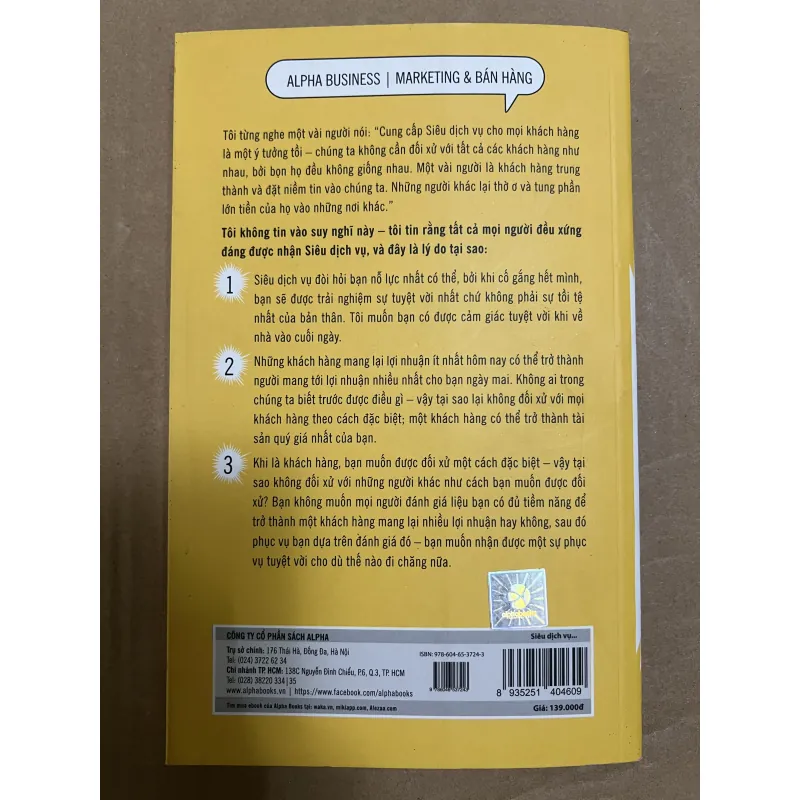 ALPHA BUSINESS | MARKETING & BÁN HÀNG
Tôi từng nghe một vài người nói: “Cung cấp Siêu dịch vụ cho mọi khách hàng
là một ý tưởng tồi – chúng ta không cần đối xử với tất cả các khách hàng như
nhau, bởi bọn họ đều không giống nhau. Một vài người là khách hàng trung
thành và đặt niềm tin vào chúng ta. Những người khác lại thờ ơ và tung phần
lớn tiền của họ vào những nơi khác.”
Tôi không tin vào suy nghĩ này – tôi tin rằng tất cả mọi người đều xứng
đáng được nhận Siêu dịch vụ, và đây là lý do tại sao:
1 Siêu dịch vụ đòi hỏi bạn nỗ lực nhất có thể, bởi khi cố gắng hết mình,
bạn sẽ được trải nghiệm sự tuyệt vời nhất chứ không phải sự tồi tệ
nhất của bản thân. Tôi muốn bạn có được cảm giác tuyệt vời khi về
nhà vào cuối ngày.
2 Những khách hàng mang lại lợi nhuận ít nhất hôm nay có thể trở thành
người mang tới lợi nhuận nhiều nhất cho bạn ngày mai. Không ai trong
chúng ta biết trước được điều gì – vậy tại sao lại không đối xử với mọi
khách hàng theo cách đặc biệt; một khách hàng có thể trở thành tài
sản quý giá nhất của bạn.
3 Khi là khách hàng, bạn muốn được đối xử một cách đặc biệt – vậy tại
sao không đối xử với những người khác như cách bạn muốn được đối
xử? Bạn không muốn mọi người đánh giá liệu bạn có đủ tiềm năng để
trở thành một khách hàng mang lại nhiều lợi nhuận hay không, sau đó
phục vụ bạn dựa trên đánh giá đó – bạn muốn nhận được một sự phục
vụ tuyệt vời cho dù thế nào đi chăng nữa.
CÔNG TY CỔ PHẦN SÁCH ALPHA
Trụ sở chính: 176 Thái Hà, Đống Đa, Hà Nội
Tel: (024) 3722 62 34
Chi nhánh TP. HCM: 138C Nguyễn Đình Chiểu, P.6, Q.3, TP. HCM
Tel: (028) 38220 334 | 35
www.alphabooks.vn | https://www.facebook.com/alphabooks
Tìm mua ebook của Alpha Books tại: waka.vn, mikiapp.com, Alezaa.com
ISBN: 978-604-65-3724-3
Siêu dịch vụ...
8 935251 404609
Giá: 139.000đ